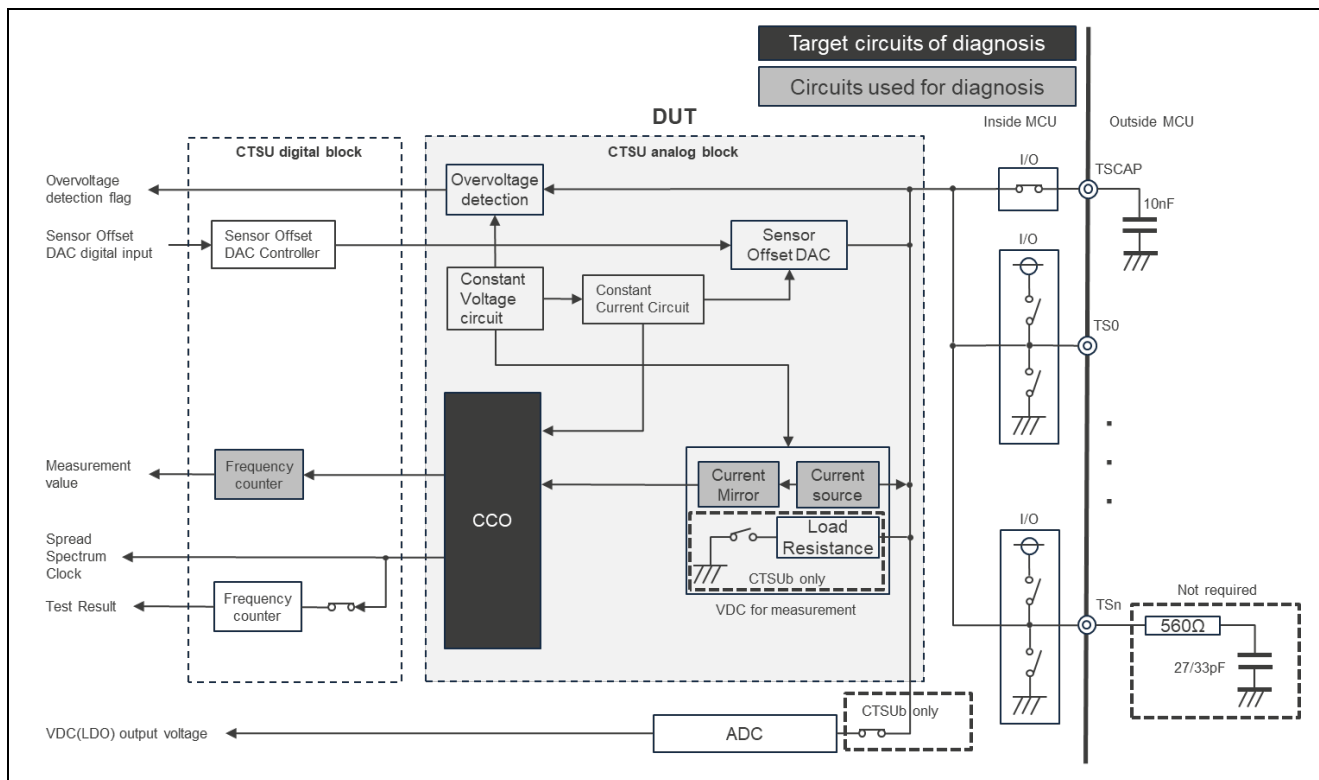 Target circuits of diagnosis
Circuits used for diagnosis
DUT
Inside MCU
Outside MCU
CTSU digital block
CTSU analog block
I/O
TSCAP
10nF
Overvoltage
detection flag
Overvoltage
detection
Sensor Offset
DAC digital input
Sensor Offset
DAC Controller
Sensor
Offset DAC
I/O
Constant
Voltage
circuit
Constant
Current Circuit
TS0
Measurement
value
Frequency
counter
CCO
Current
Mirror
Current
source
Load
Resistance
CTSUb only
VDC for measurement
I/O
Spread
Spectrum
Clock
Test Result
Frequency
counter
TSn
Not required
560Ω
27/33pF
CTSUb only
VDC(LDO) output voltage
ADC